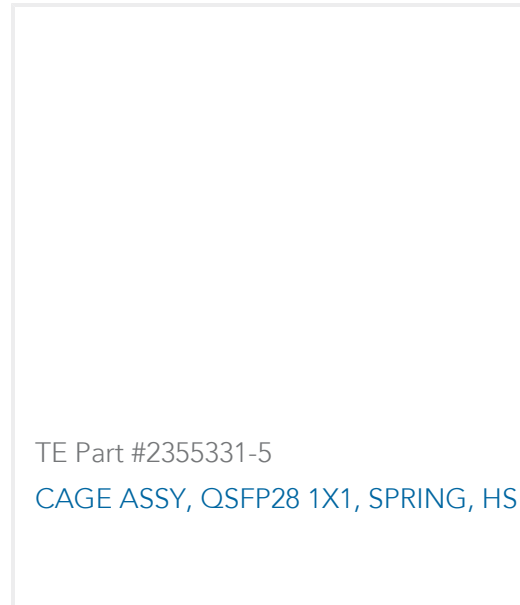 TE Part #2355331-5
CAGE ASSY, QSFP28 1X1, SPRING, HS